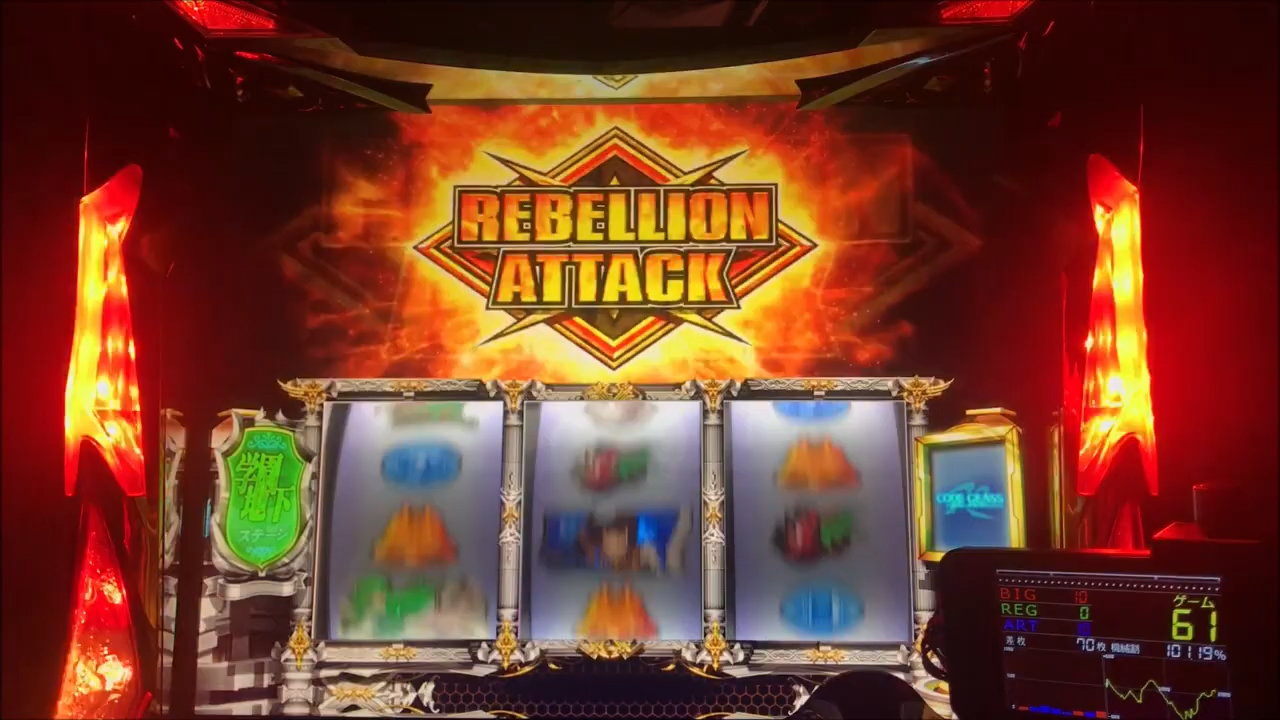 REBELLION
ATTACK
学園
地下
ステージ
CODE GEASS
BIG 10
REG 0
ART
ゲーム
61
差枚 70枚 機械割 101.19%